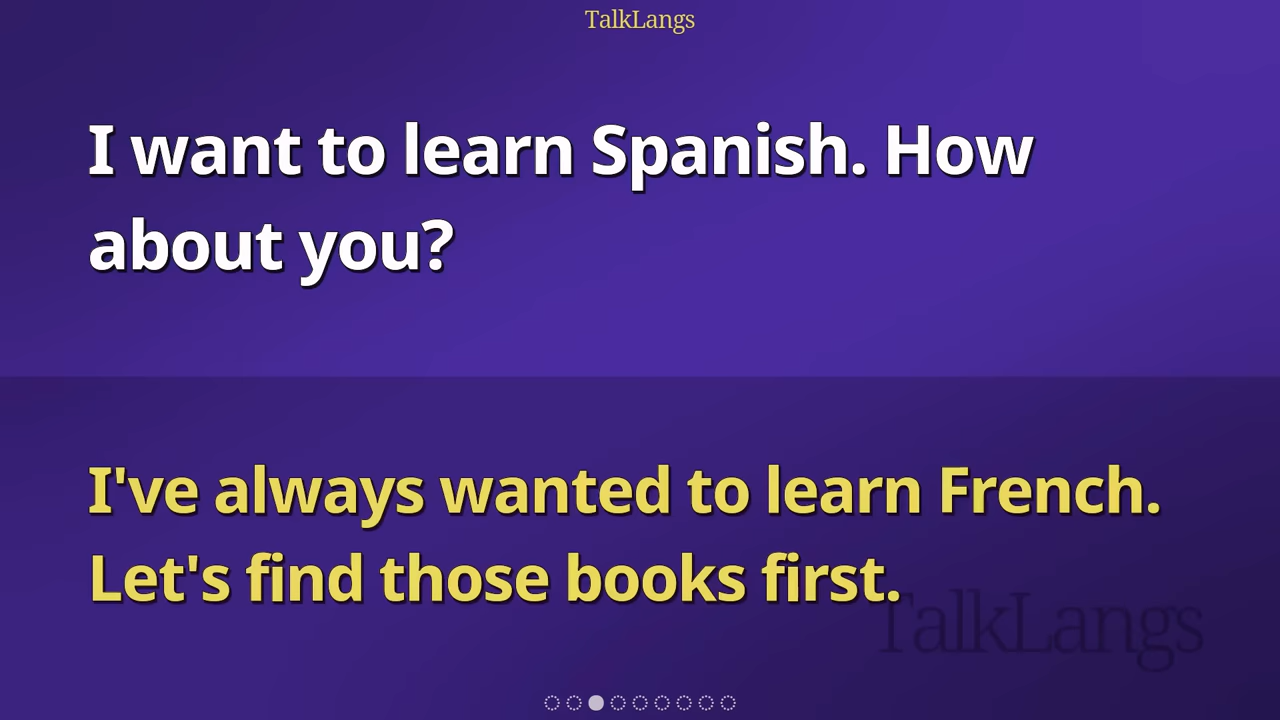 TalkLangs
I want to learn Spanish. How
about you?
I've always wanted to learn French.
Let's find those books first.
TalkLangs